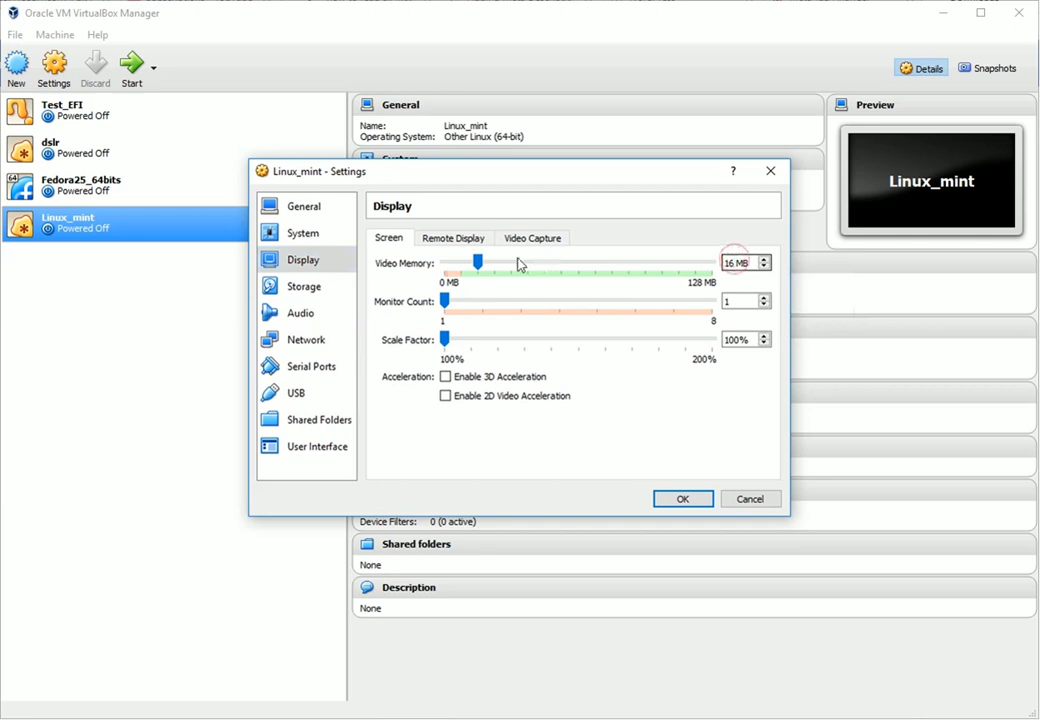 Oracle VM VirtualBox Manager
File Machine Help
New Settings Discard Start
Details Snapshots
Test_EFI
Powered Off
dslr
Powered Off
64
Fedora25_64bits
Powered Off
Linux_mint
Powered Off
General
Name: Linux_mint
Operating System: Other Linux (64-bit)
Preview
Linux_mint
Linux_mint - Settings
?
General
System
Display
Storage
Audio
Network
Serial Ports
USB
Shared Folders
User Interface
Display
Screen Remote Display Video Capture
Video Memory: 16 MB
0 MB 128 MB
Monitor Count: 1
1 8
Scale Factor: 100%
100% 200%
Acceleration: Enable 3D Acceleration
Enable 2D Video Acceleration
OK Cancel
Device Filters: 0 (0 active)
Shared folders
None
Description
None